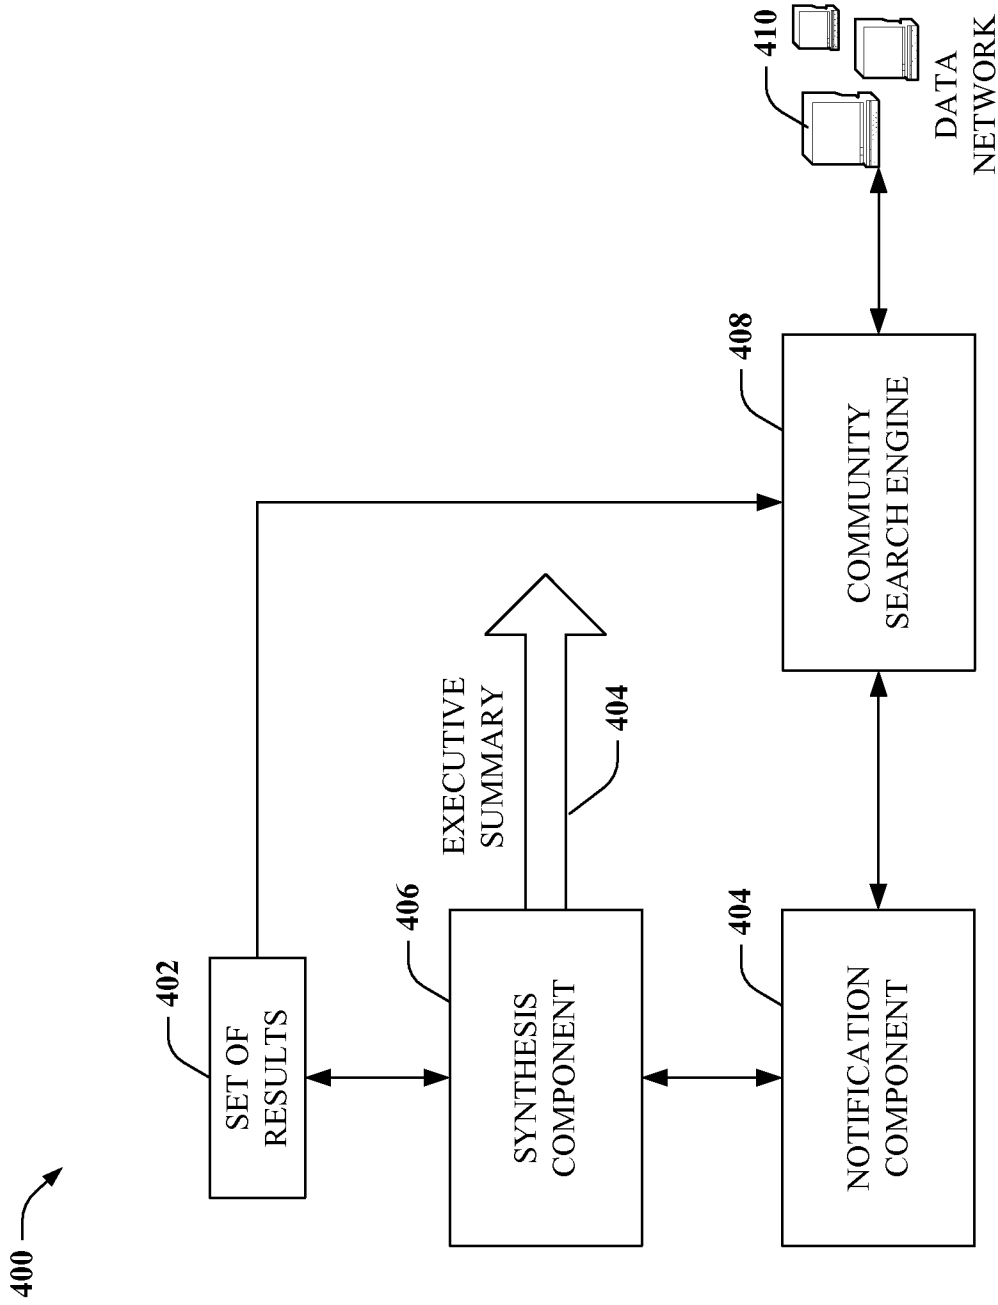 400
402
SET OF
RESULTS
406
SYNTHESIS
COMPONENT
EXECUTIVE
SUMMARY
404
404
NOTIFICATION
COMPONENT
408
COMMUNITY
SEARCH ENGINE
410
DATA
NETWORK